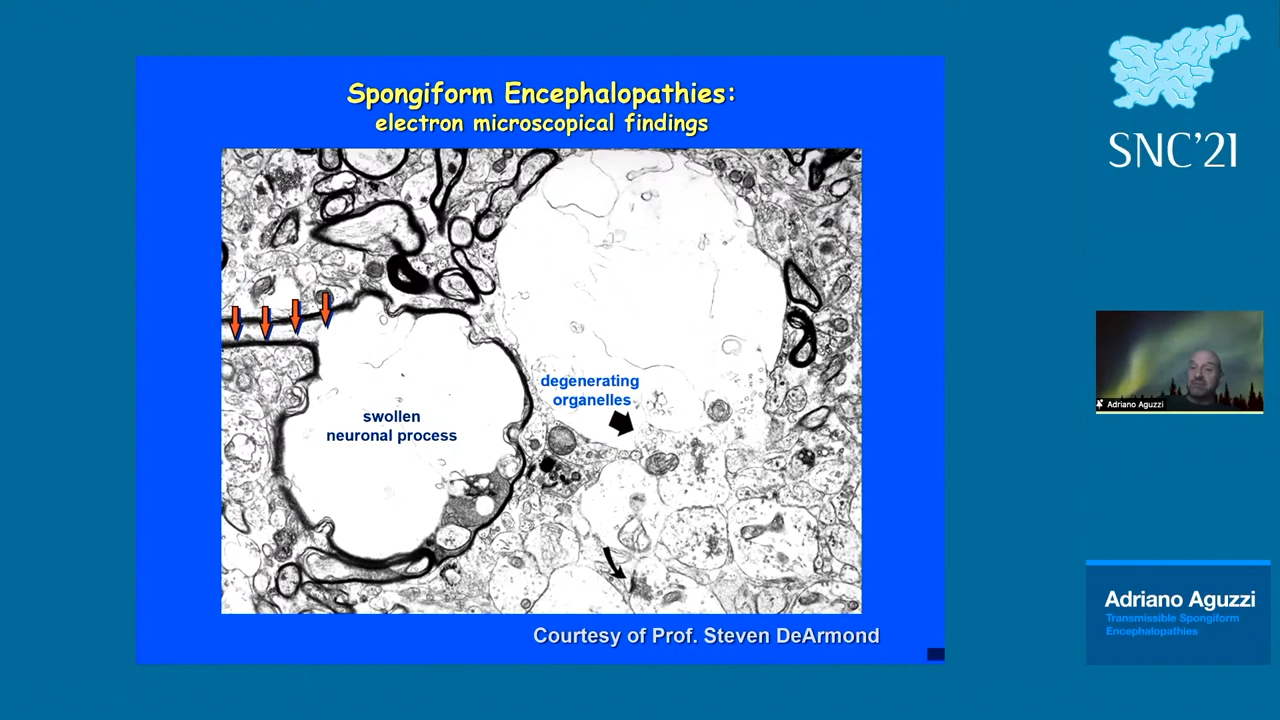 Spongiform Encephalopathies:
electron microscopical findings
degenerating
organelles
swollen
neuronal process
Courtesy of Prof. Steven DeArmond
SNC'21
Adriano Aguzzi
Adriano Aguzzi
Transmissible Spongiform
Encephalopathies